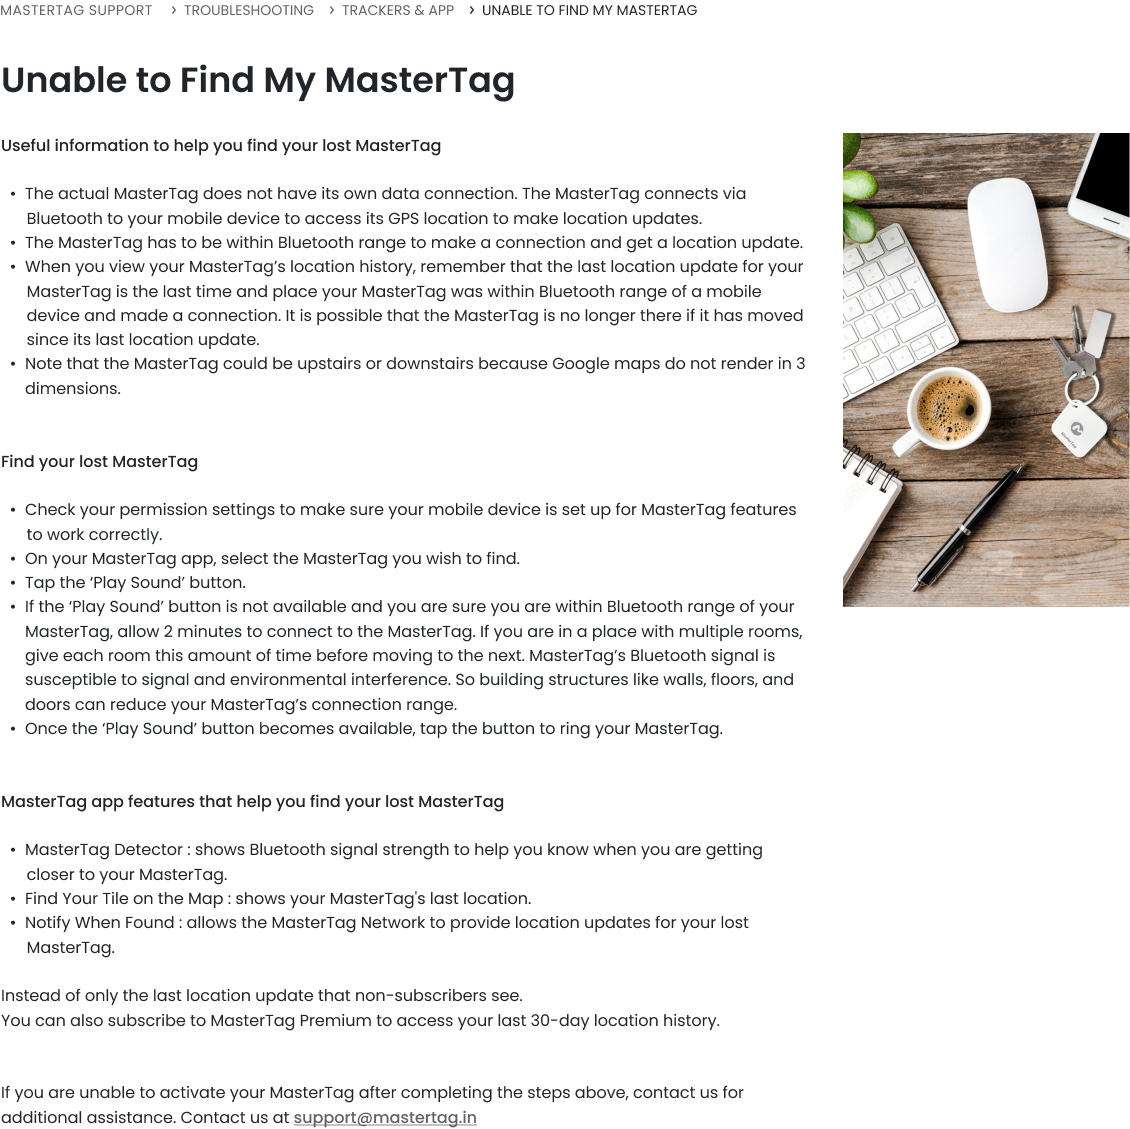 MASTERTAG SUPPORT › TROUBLESHOOTING › TRACKERS & APP › UNABLE TO FIND MY MASTERTAG
Unable to Find My MasterTag
Useful information to help you find your lost MasterTag
• The actual MasterTag does not have its own data connection. The MasterTag connects via
Bluetooth to your mobile device to access its GPS location to make location updates.
• The MasterTag has to be within Bluetooth range to make a connection and get a location update.
• When you view your MasterTag’s location history, remember that the last location update for your
MasterTag is the last time and place your MasterTag was within Bluetooth range of a mobile
device and made a connection. It is possible that the MasterTag is no longer there if it has moved
since its last location update.
• Note that the MasterTag could be upstairs or downstairs because Google maps do not render in 3
dimensions.
Find your lost MasterTag
• Check your permission settings to make sure your mobile device is set up for MasterTag features
to work correctly.
• On your MasterTag app, select the MasterTag you wish to find.
• Tap the ‘Play Sound’ button.
• If the ‘Play Sound’ button is not available and you are sure you are within Bluetooth range of your
MasterTag, allow 2 minutes to connect to the MasterTag. If you are in a place with multiple rooms,
give each room this amount of time before moving to the next. MasterTag’s Bluetooth signal is
susceptible to signal and environmental interference. So building structures like walls, floors, and
doors can reduce your MasterTag’s connection range.
• Once the ‘Play Sound’ button becomes available, tap the button to ring your MasterTag.
MasterTag app features that help you find your lost MasterTag
• MasterTag Detector : shows Bluetooth signal strength to help you know when you are getting
closer to your MasterTag.
• Find Your Tile on the Map : shows your MasterTag's last location.
• Notify When Found : allows the MasterTag Network to provide location updates for your lost
MasterTag.
Instead of only the last location update that non-subscribers see.
You can also subscribe to MasterTag Premium to access your last 30-day location history.
If you are unable to activate your MasterTag after completing the steps above, contact us for
additional assistance. Contact us at support@mastertag.in
MasterTag